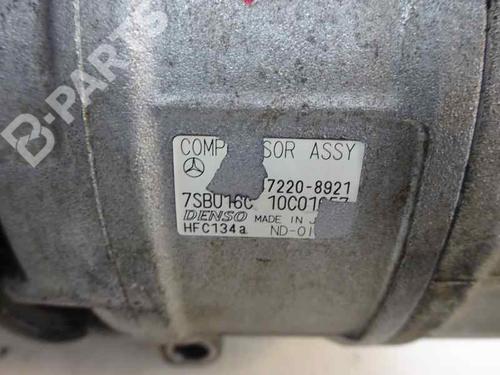 B-PARTS
COMP SOR ASSY
7220-8921
7SBU16C 10C01
DENSO MADE IN J
HFC134a ND-OI